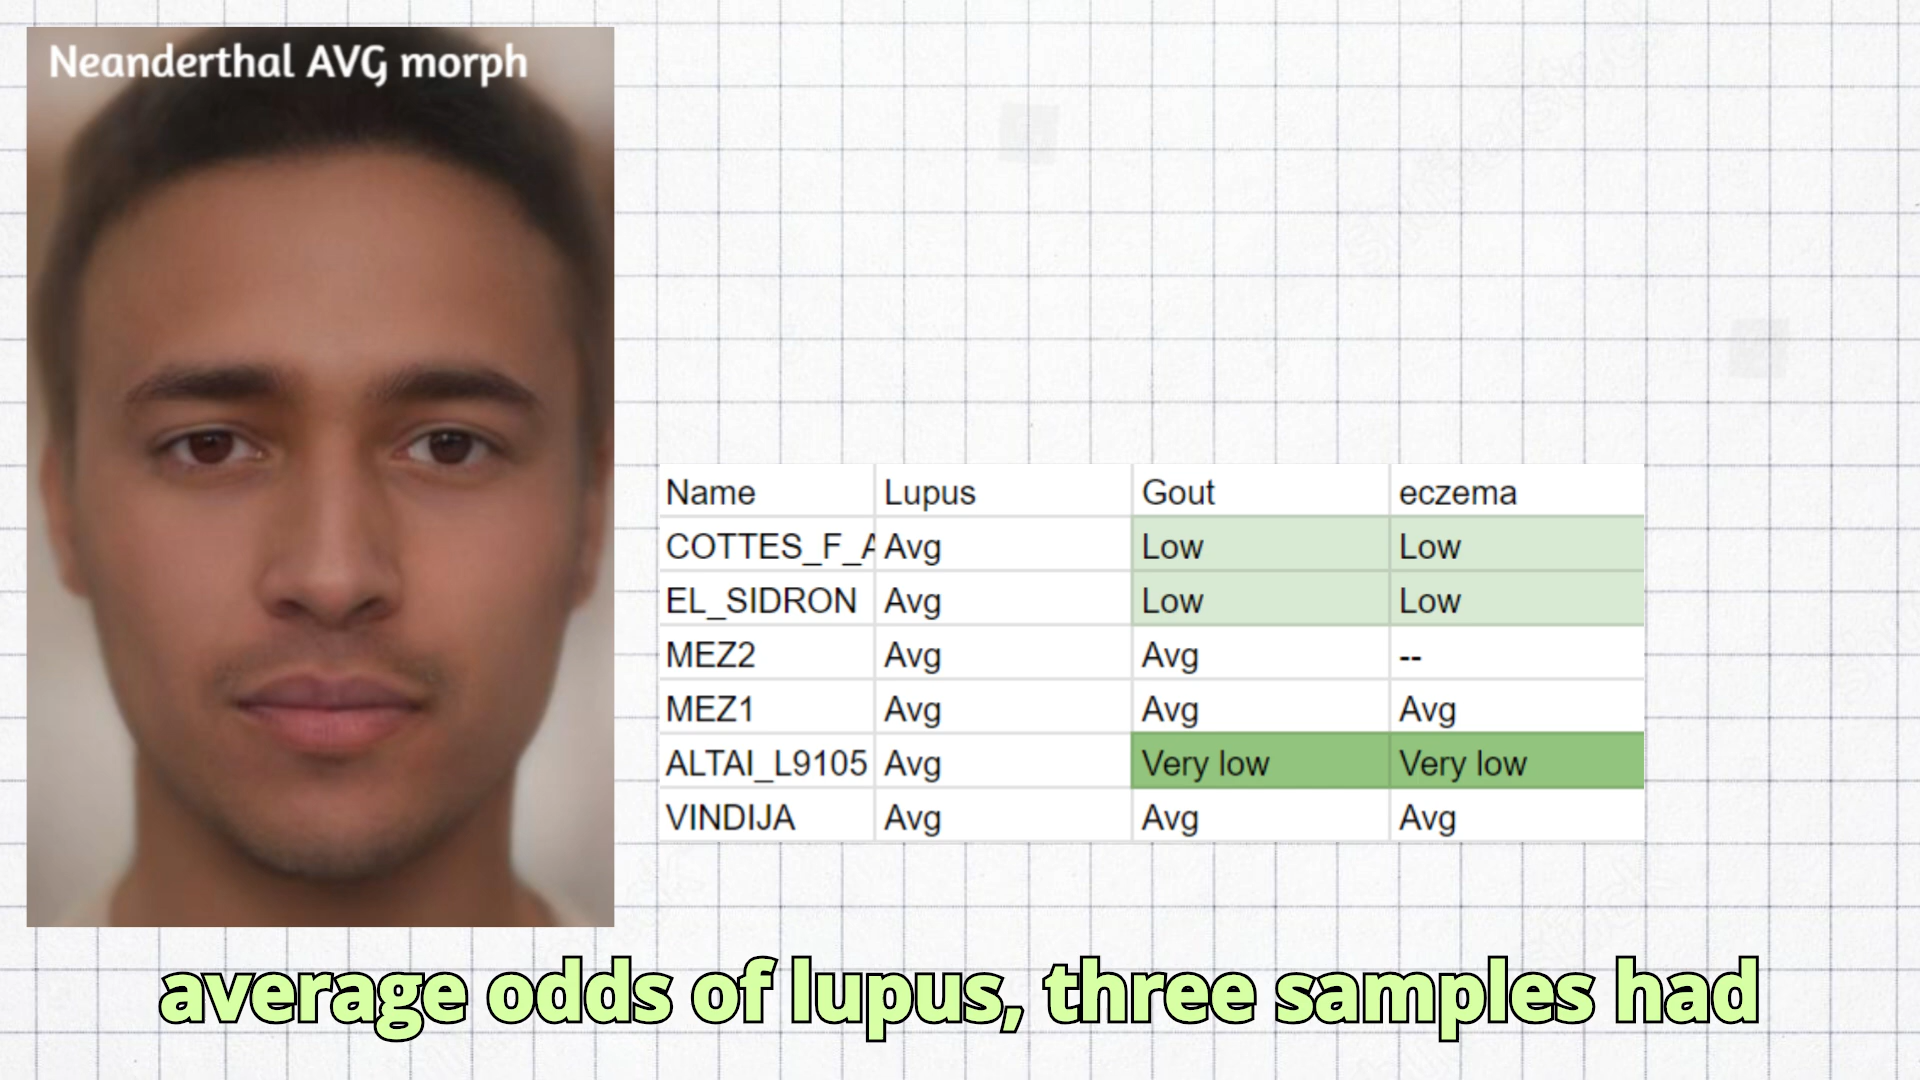 Neanderthal AVG morph
Name Lupus Gout eczema
COTTES_F_A Avg Low Low
EL_SIDRON Avg Low Low
MEZ2 Avg Avg --
MEZ1 Avg Avg Avg
ALTAI_L9105 Avg Very low Very low
VINDIJA Avg Avg Avg
average odds of lupus, three samples had